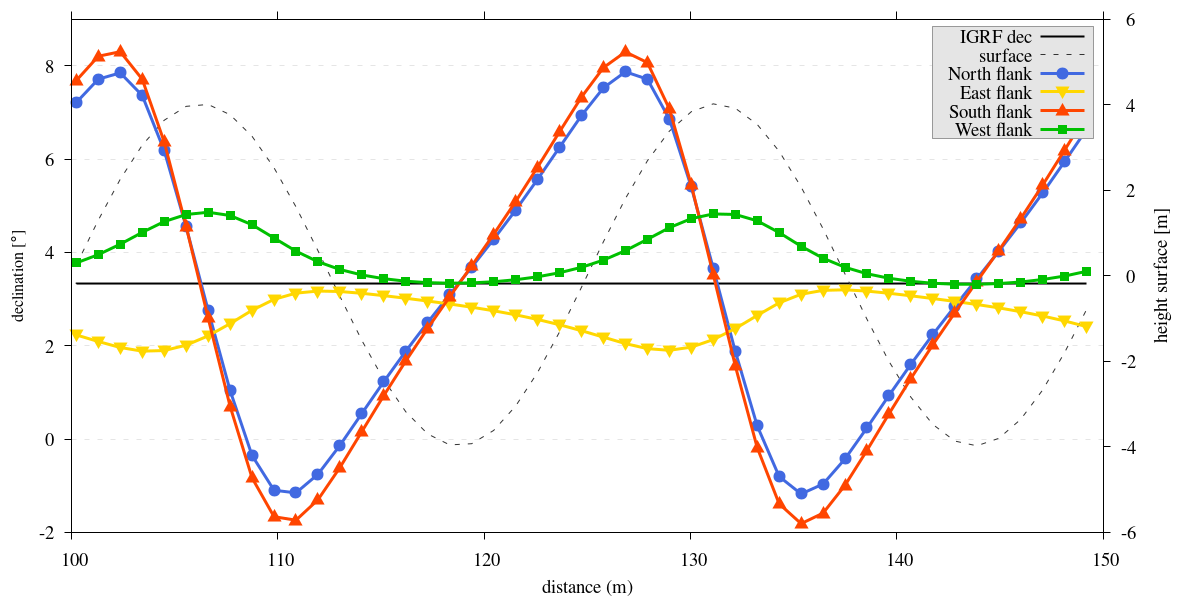 IGRF dec
surface
North flank
East flank
South flank
West flank
declination [°]
8
6
4
2
0
-2
6
4
2
0
-2
-4
-6
height surface [m]
100
110
120
130
140
150
distance (m)